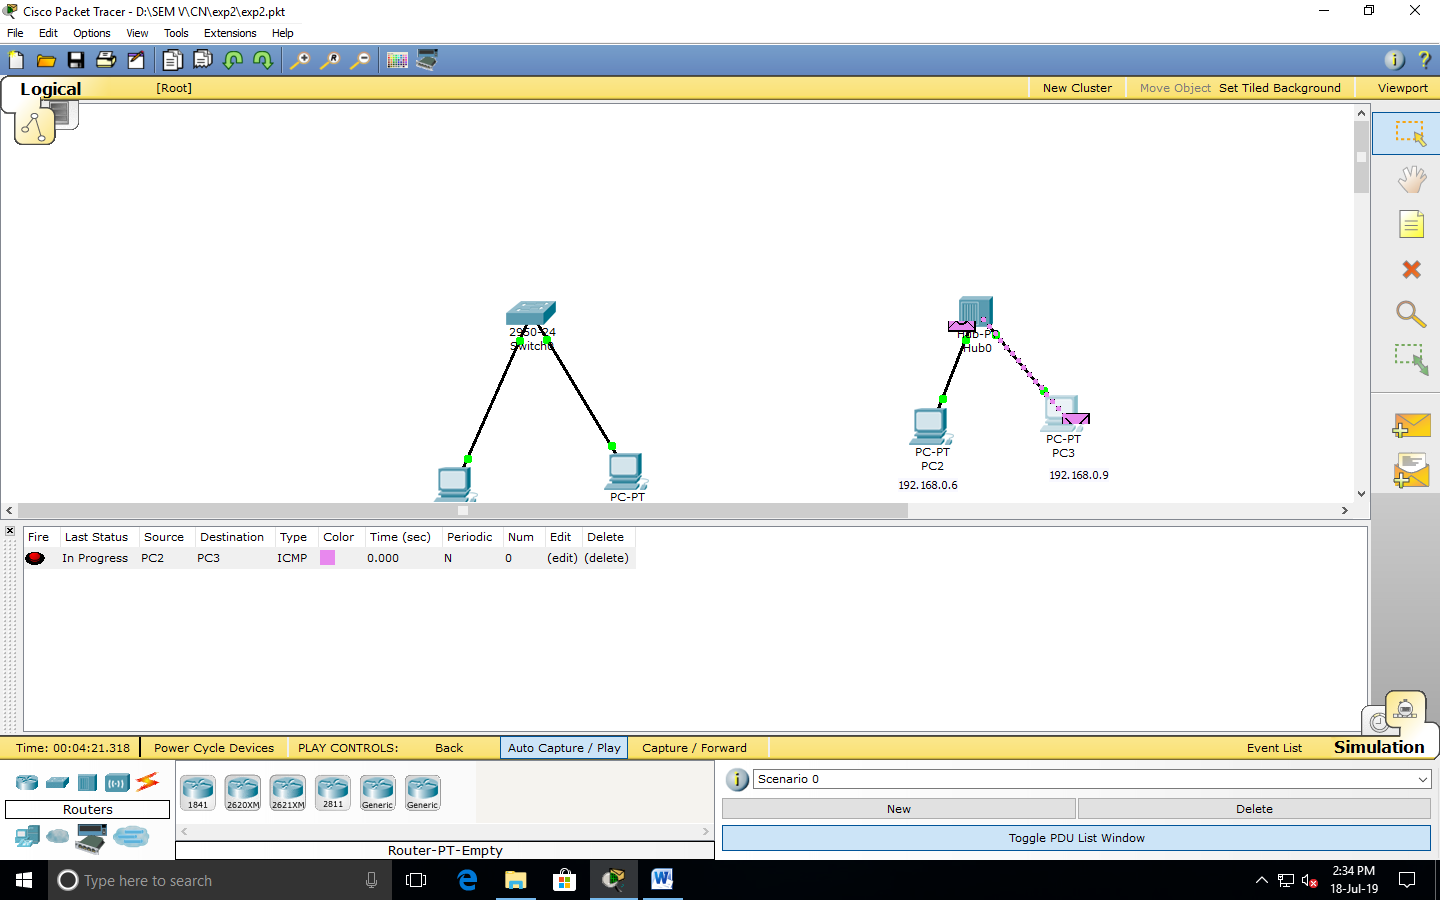 Cisco Packet Tracer - D:\SEM V\CN\exp2\exp2.pkt
File Edit Options View Tools Extensions Help
Logical [Root] New Cluster Move Object Set Tiled Background Viewport
2950-24
Switch0
Hub-PT
Hub0
PC-PT
PC2
192.168.0.6
PC-PT
PC3
192.168.0.9
PC-PT
Fire Last Status Source Destination Type Color Time (sec) Periodic Num Edit Delete
In Progress PC2 PC3 ICMP 0.000 N 0 (edit) (delete)
Time: 00:04:21.318 Power Cycle Devices PLAY CONTROLS: Back Auto Capture / Play Capture / Forward Event List Simulation
Routers
1841 2620XM 2621XM 2811 Generic Generic
Router-PT-Empty
Scenario 0
New Delete
Toggle PDU List Window
Type here to search
2:34 PM
18-Jul-19